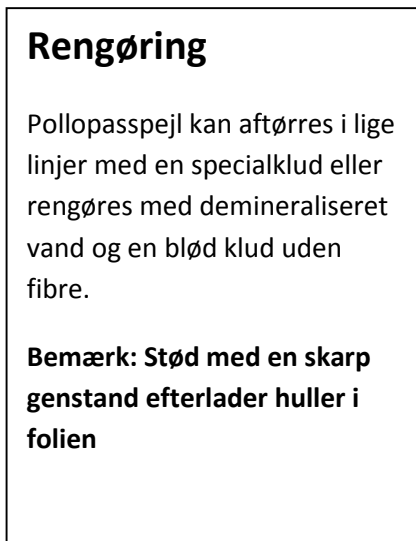 Rengøring
Pollopasspejl kan aftørres i lige
linjer med en specialklud eller
rengøres med demineraliseret
vand og en blød klud uden
fibre.
Bemærk: Stød med en skarp
genstand efterlader huller i
folien